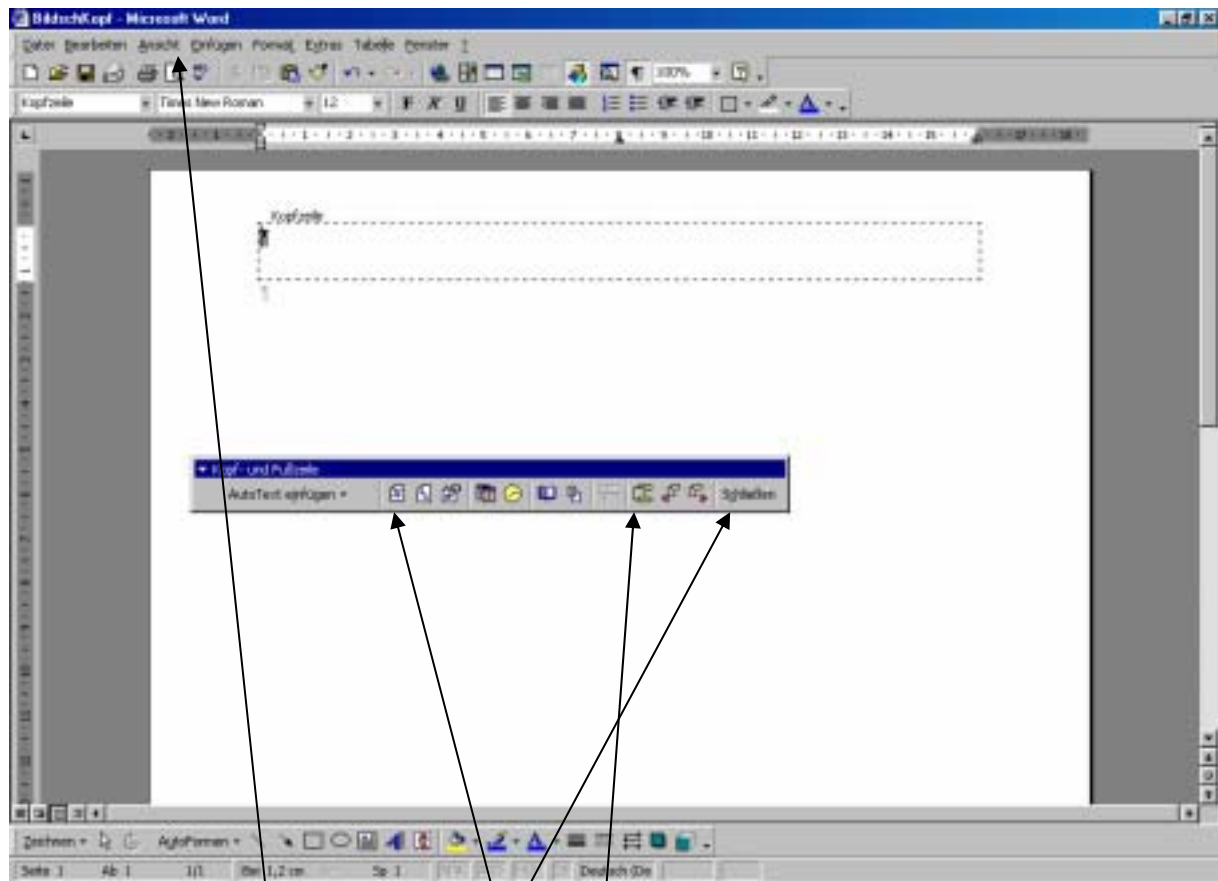 BildschKopf - Microsoft Word
Datei Bearbeiten Ansicht Einfügen Format Extras Tabelle Fenster ?
100%
Kopfzeile Times New Roman 12 F K U
Kopfzeile
Kopf- und Fußzeile
AutoText einfügen Schließen
Zeichnen AutoFormen
Seite 1 Ab 1 1/1 Bei 1,2 cm Sp 1 Deutsch (De